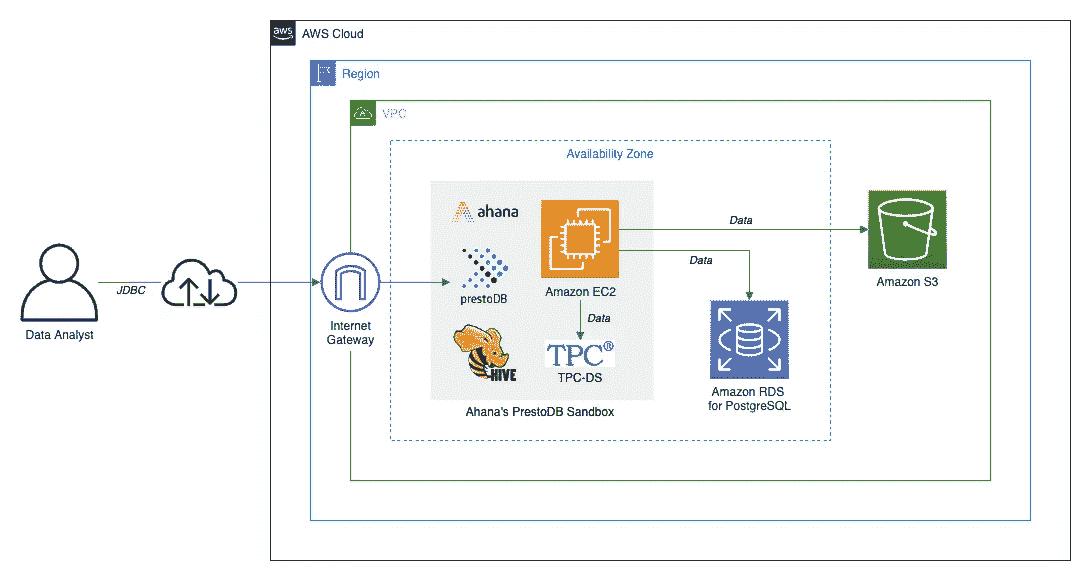 aws
AWS Cloud
Region
VPC
Availability Zone
ahana
prestoDB
HIVE
Amazon EC2
Data
TPC®
TPC-DS
Ahana's PrestoDB Sandbox
Data
Data
Amazon S3
Amazon RDS
for PostgreSQL
Internet
Gateway
JDBC
Data Analyst